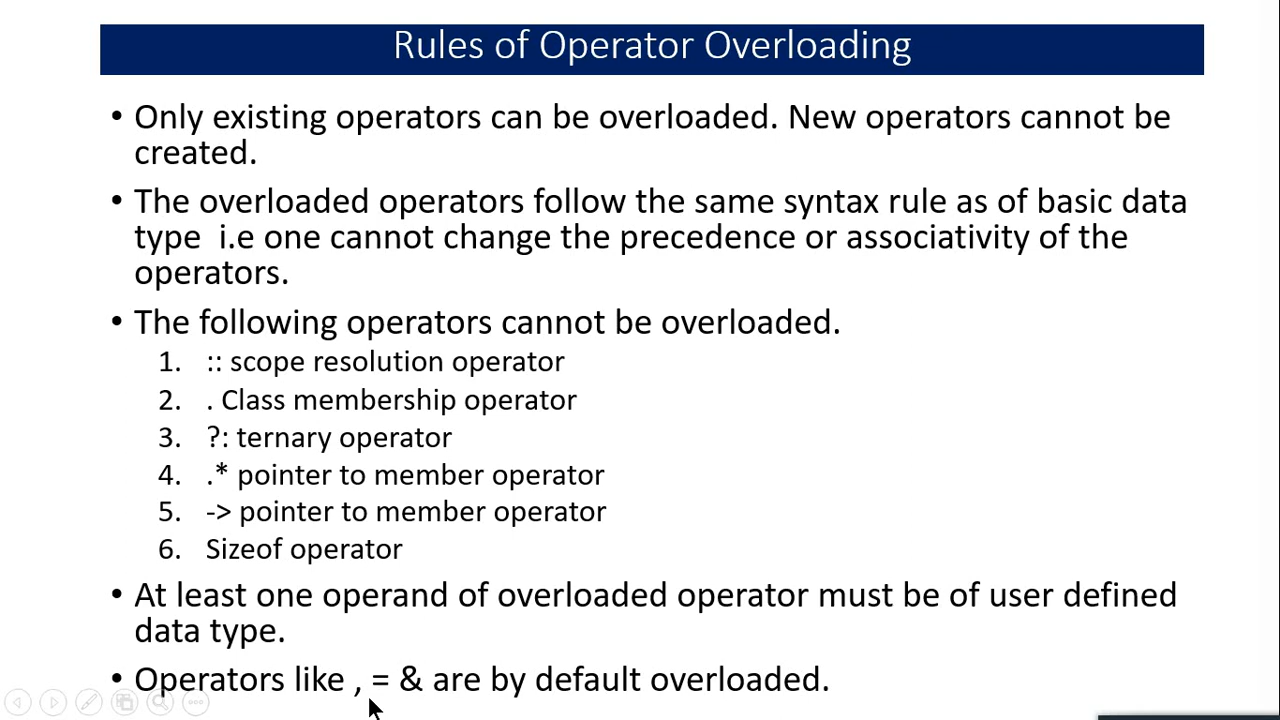 Rules of Operator Overloading
• Only existing operators can be overloaded. New operators cannot be
created.
• The overloaded operators follow the same syntax rule as of basic data
type i.e one cannot change the precedence or associativity of the
operators.
• The following operators cannot be overloaded.
1. :: scope resolution operator
2. . Class membership operator
3. ?: ternary operator
4. .* pointer to member operator
5. -> pointer to member operator
6. Sizeof operator
• At least one operand of overloaded operator must be of user defined
data type.
• Operators like , = & are by default overloaded.